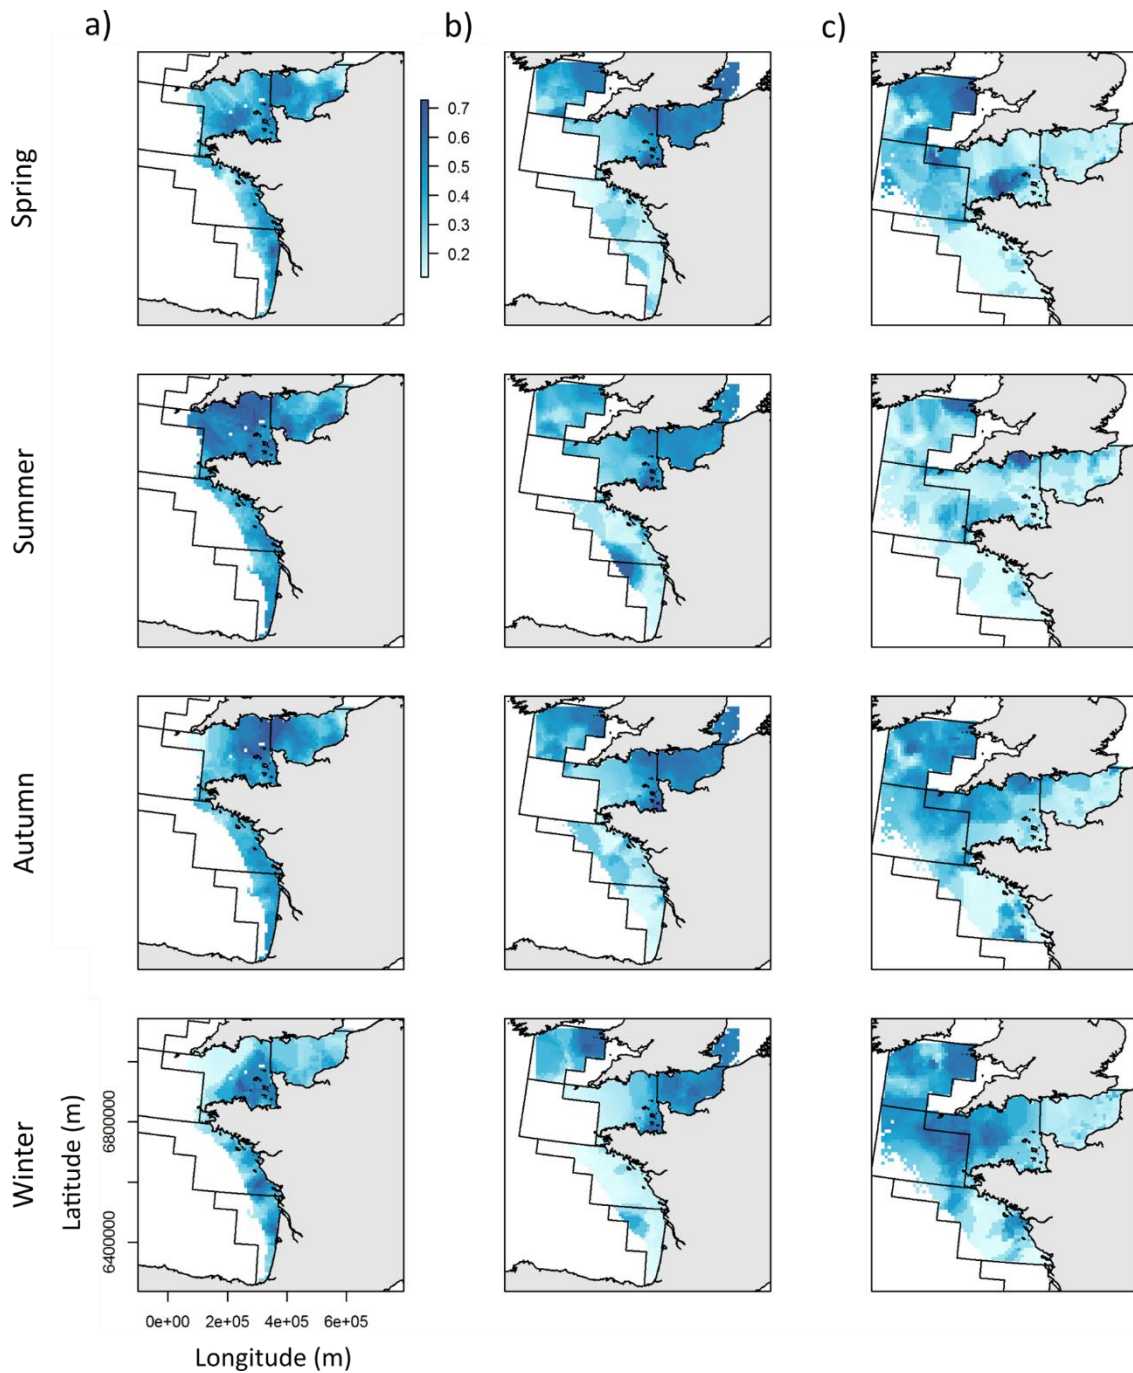 a)
b)
c)
Spring
0.7
0.6
0.5
0.4
0.3
0.2
Summer
Autumn
Winter
Latitude (m)
6800000
6400000
0e+00 2e+05 4e+05 6e+05
Longitude (m)